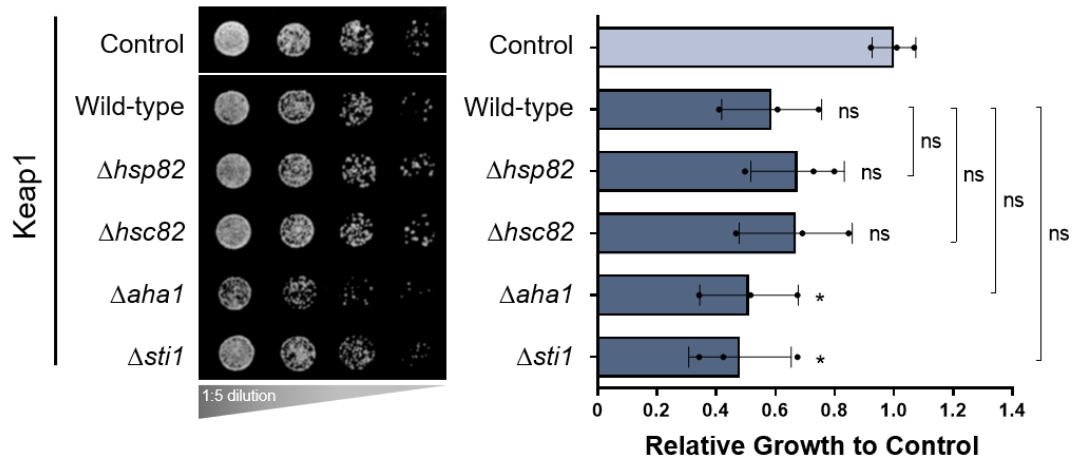 Keap1
Control
Wild-type
Δhsp82
Δhsc82
Δaha1
Δsti1
1:5 dilution
Control
Wild-type
Δhsp82
Δhsc82
Δaha1
Δsti1
ns
ns
ns
*
*
ns
ns
ns
ns
0 0.2 0.4 0.6 0.8 1.0 1.2 1.4
Relative Growth to Control